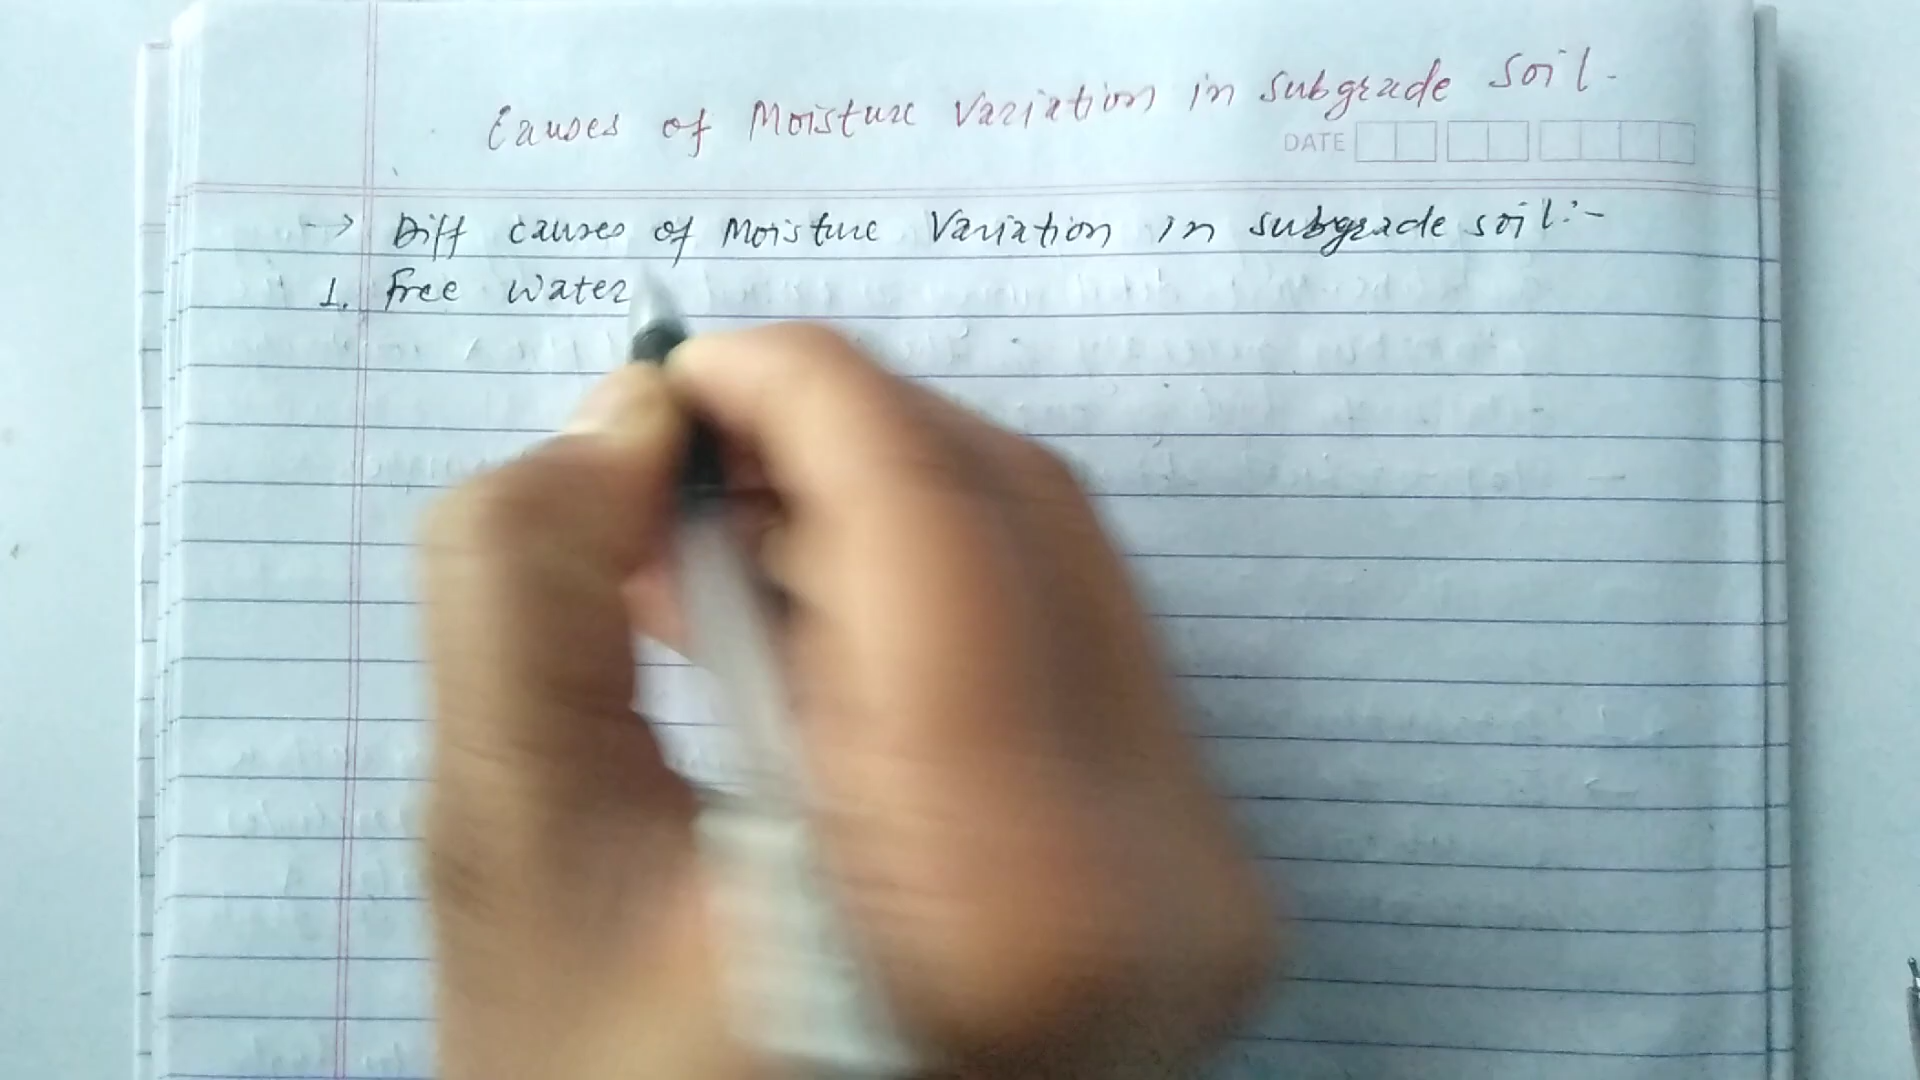 Causes of Moisture Variation in Subgrade Soil.
DATE
→ Diff causes of Moisture Variation in subgrade soil:-
1. free water